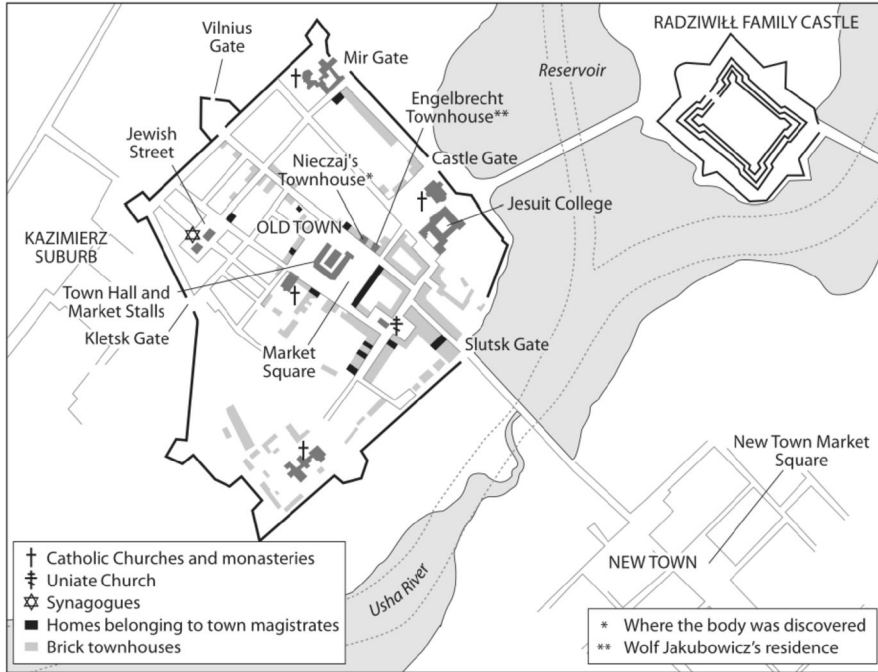 RADZIWIŁŁ FAMILY CASTLE
Vilnius
Gate
Mir Gate
Reservoir
Engelbrecht
Townhouse**
Jewish
Street
Nieczaj's
Townhouse*
Castle Gate
Jesuit College
OLD TOWN
KAZIMIERZ
SUBURB
Town Hall and
Market Stalls
Kletsk Gate
Market
Square
Slutsk Gate
New Town Market
Square
NEW TOWN
Usha River
Catholic Churches and monasteries
Uniate Church
Synagogues
Homes belonging to town magistrates
Brick townhouses
* Where the body was discovered
** Wolf Jakubowicz's residence